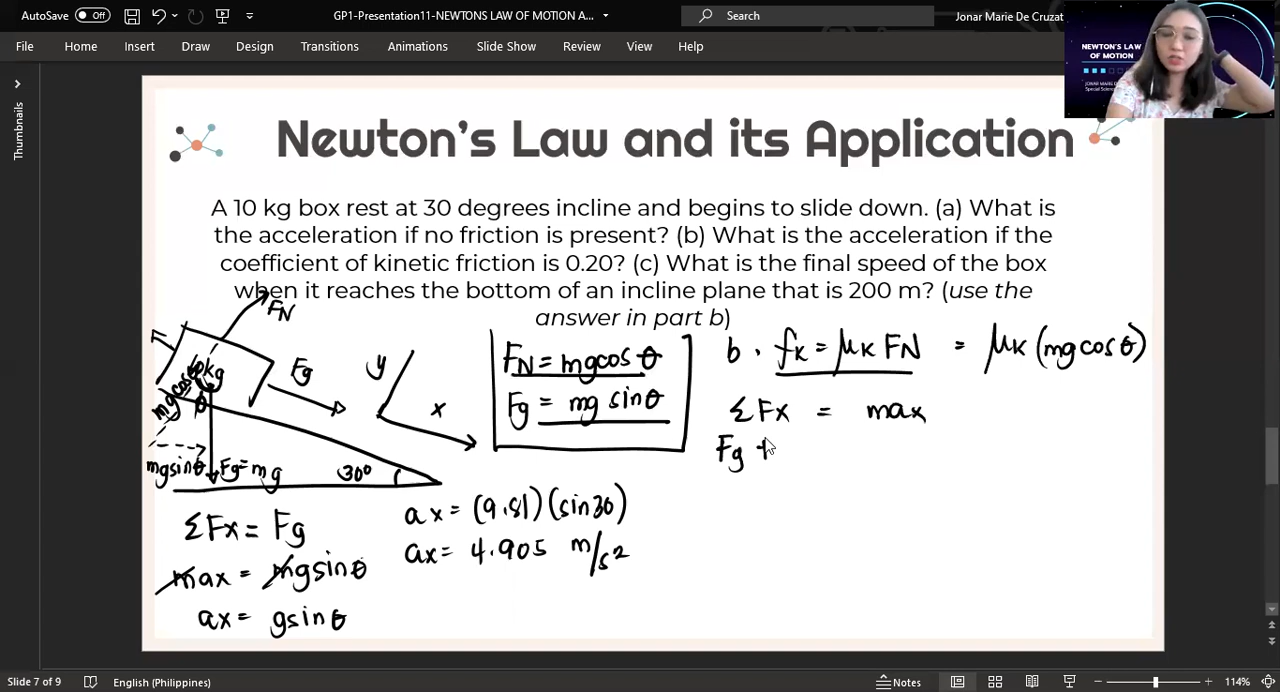 AutoSave Off GP1-Presentation11-NEWTONS LAW OF MOTION A... Search Jonar Marie De Cruzat
File Home Insert Draw Design Transitions Animations Slide Show Review View Help
NEWTON'S LAW
OF MOTION
Thumbnails
Newton's Law and its Application
A 10 kg box rest at 30 degrees incline and begins to slide down. (a) What is
the acceleration if no friction is present? (b) What is the acceleration if the
coefficient of kinetic friction is 0.20? (c) What is the final speed of the box
when it reaches the bottom of an incline plane that is 200 m? (use the
answer in part b)
FN
Fg
y
x
mgcosθ
θ
mgsinθ
Fg=mg
30°
FN = mgcosθ
Fg = mg sinθ
b. fK = μK FN = μK (mgcosθ)
ΣFx = max
Fg +
ΣFx = Fg
max = mgsinθ
ax = gsinθ
ax = (9.81)(sin30)
ax = 4.905 m/s2
Slide 7 of 9 English (Philippines) Notes 114%